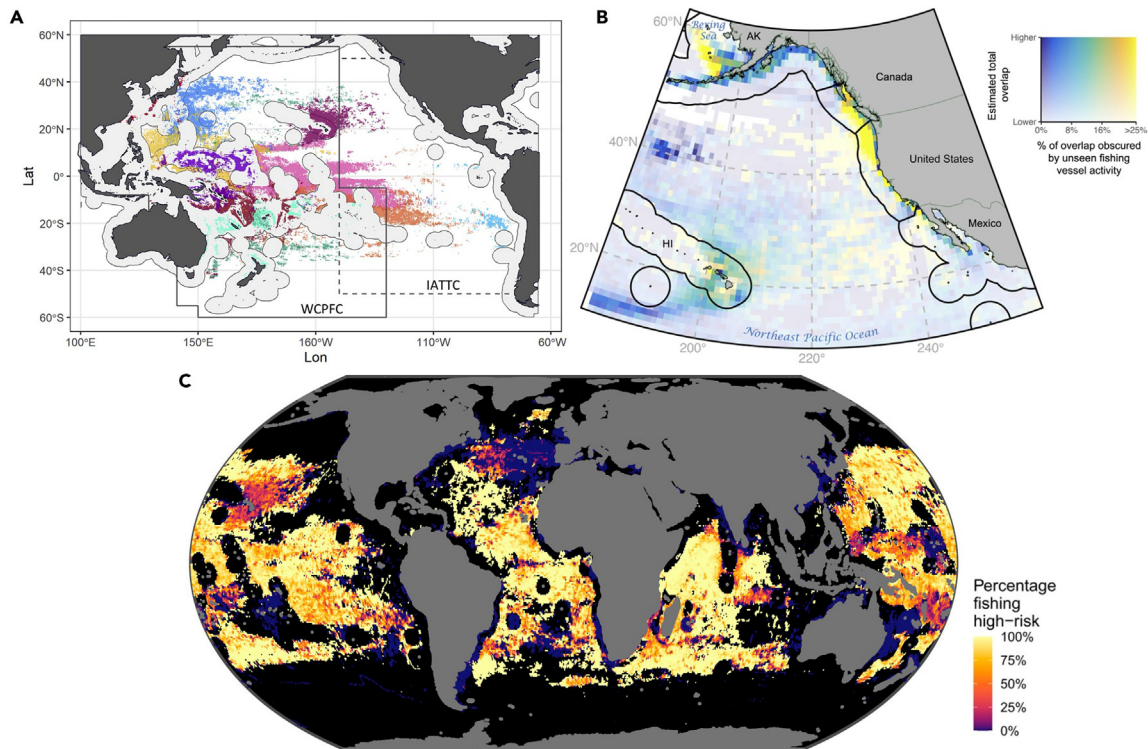 A
60°N
40°N
20°N
0°
20°S
40°S
60°S
Lat
100°E
150°E
160°W
110°W
60°W
Lon
WCPFC
IATTC
B
60°N
40°N
20°N
Bering
Sea
AK
Canada
United States
Mexico
HI
Northeast Pacific Ocean
200°
220°
240°
Estimated total
overlap
Higher
Lower
0%
8%
16%
>25%
% of overlap obscured
by unseen fishing
vessel activity
C
Percentage
fishing
high-risk
100%
75%
50%
25%
0%